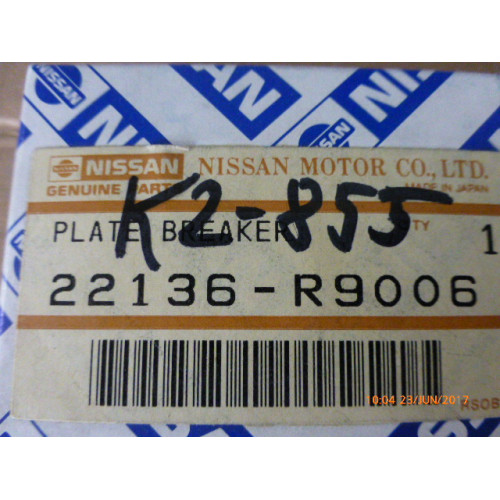 NISSAN
NISSAN NISSAN MOTOR CO., LTD.
GENUINE PARTS MADE IN JAPAN
K2-855
PLATE BREAKER 1
22136-R9006
10:04 23/JUN/2017